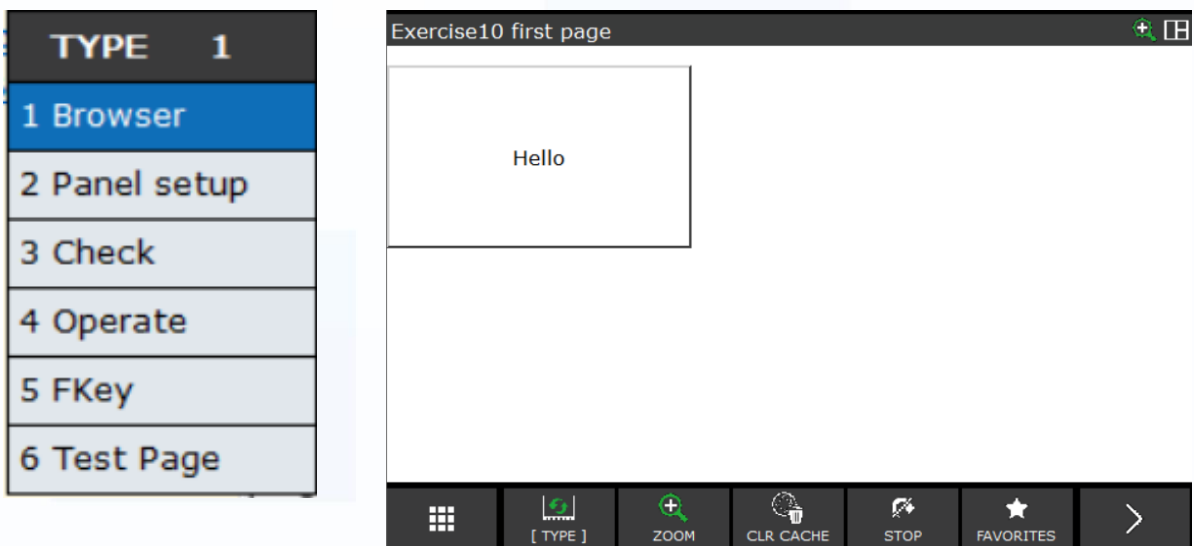 TYPE 1
1 Browser
2 Panel setup
3 Check
4 Operate
5 FKey
6 Test Page
Exercise10 first page
Hello
[ TYPE ]
ZOOM
CLR CACHE
STOP
FAVORITES